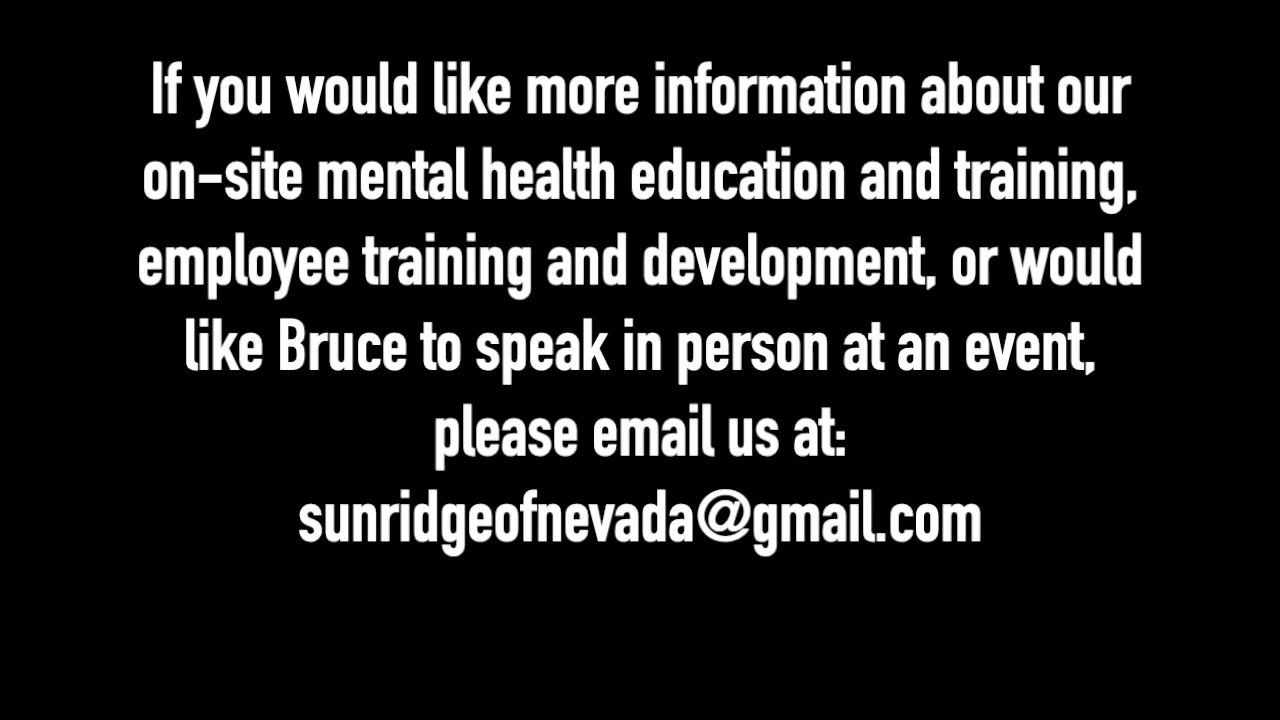 If you would like more information about our
on-site mental health education and training,
employee training and development, or would
like Bruce to speak in person at an event,
please email us at:
sunridgeofnevada@gmail.com